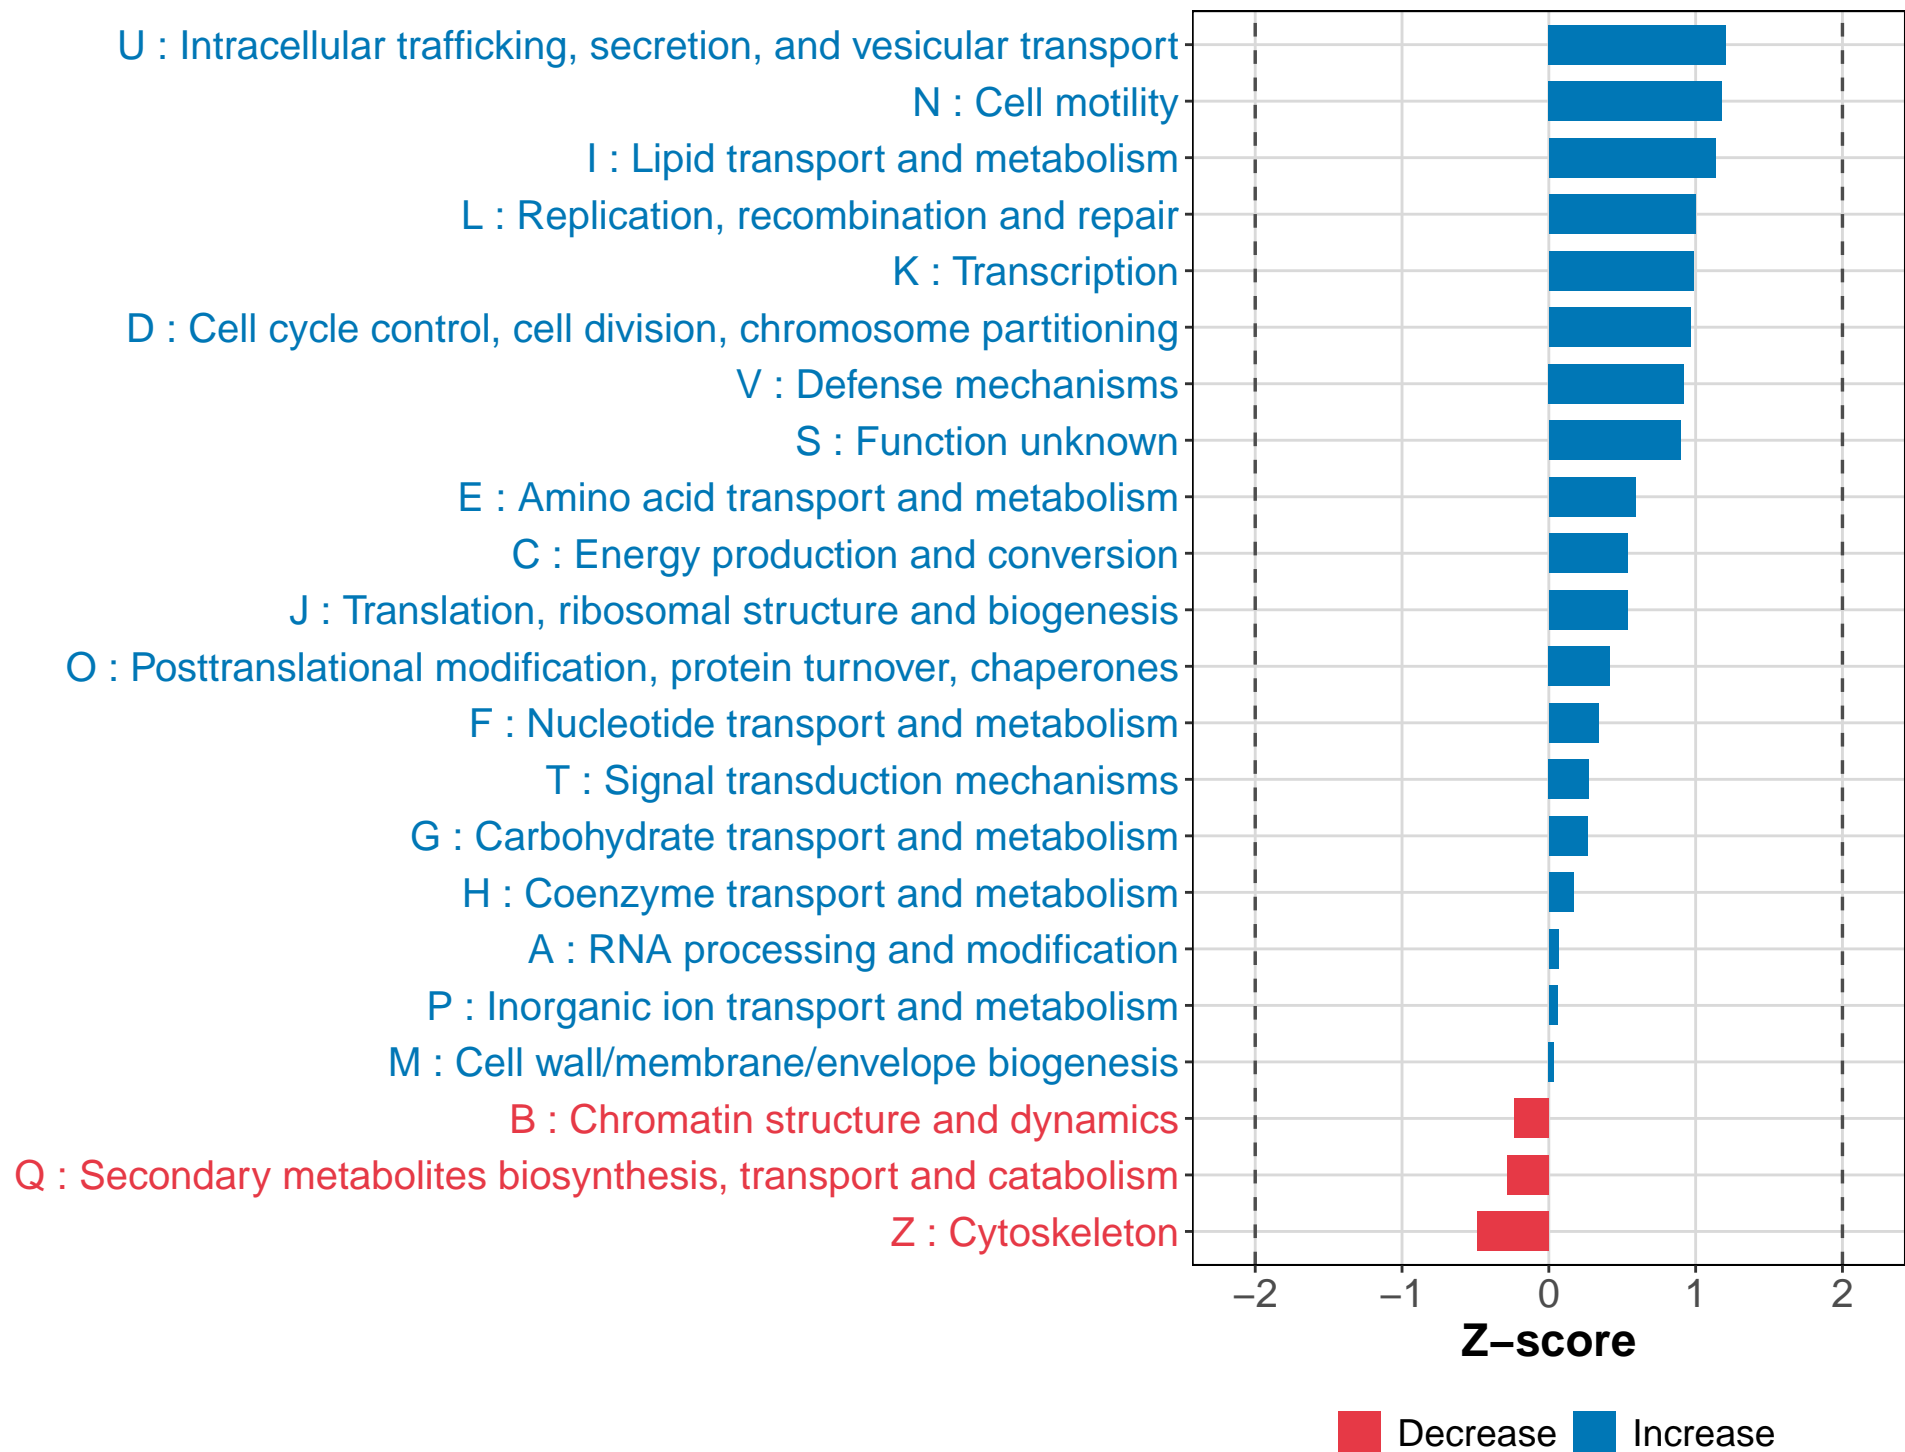 U : Intracellular trafficking, secretion, and vesicular transport
N : Cell motility
I : Lipid transport and metabolism
L : Replication, recombination and repair
K : Transcription
D : Cell cycle control, cell division, chromosome partitioning
V : Defense mechanisms
S : Function unknown
E : Amino acid transport and metabolism
C : Energy production and conversion
J : Translation, ribosomal structure and biogenesis
O : Posttranslational modification, protein turnover, chaperones
F : Nucleotide transport and metabolism
T : Signal transduction mechanisms
G : Carbohydrate transport and metabolism
H : Coenzyme transport and metabolism
A : RNA processing and modification
P : Inorganic ion transport and metabolism
M : Cell wall/membrane/envelope biogenesis
B : Chromatin structure and dynamics
Q : Secondary metabolites biosynthesis, transport and catabolism
Z : Cytoskeleton
−2 −1 0 1 2
Z−score
Decrease Increase